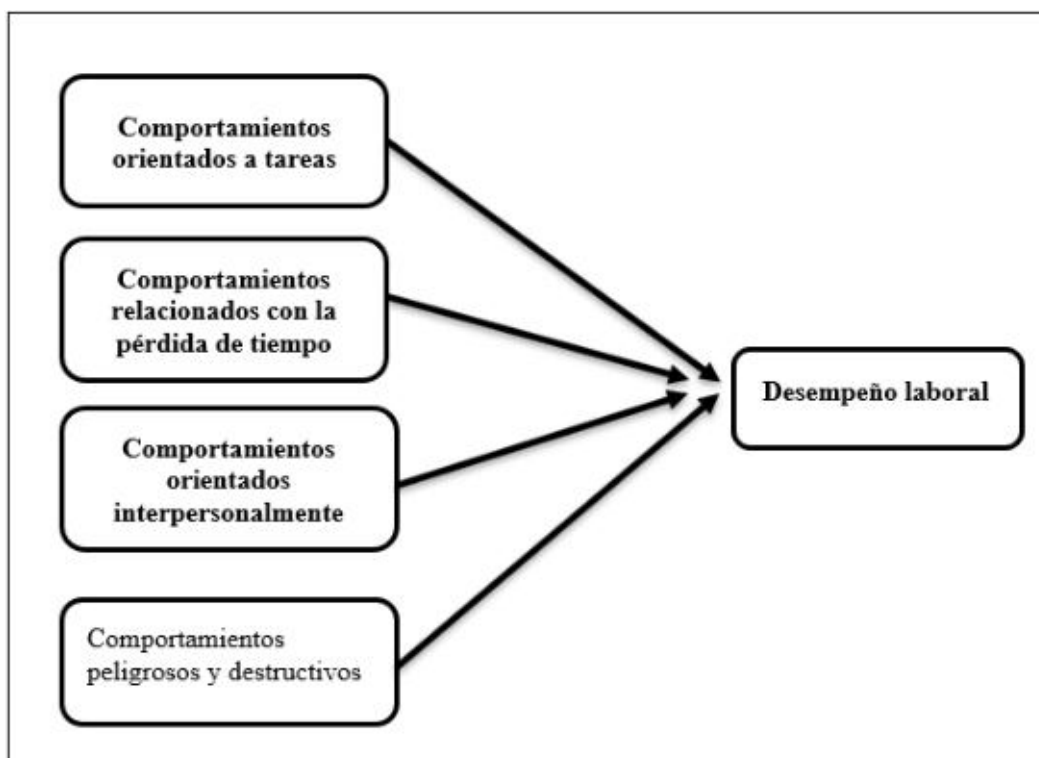 Comportamientos
orientados a tareas
Comportamientos
relacionados con la
pérdida de tiempo
Comportamientos
orientados
interpersonalmente
Comportamientos
peligrosos y destructivos
Desempeño laboral